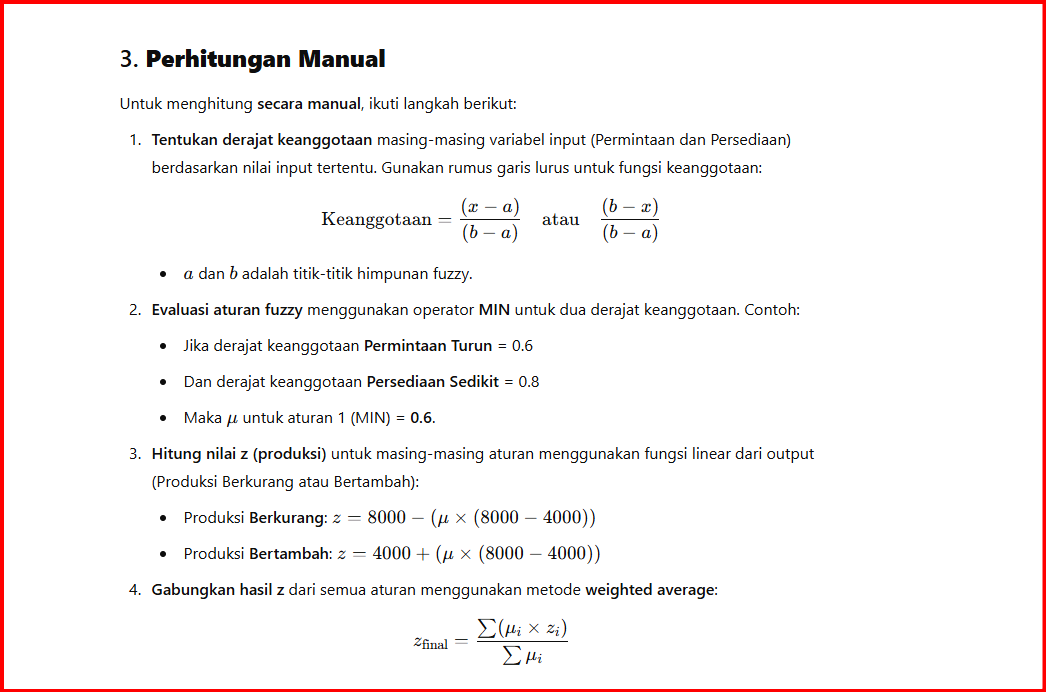 3. Perhitungan Manual
Untuk menghitung secara manual, ikuti langkah berikut:
1. Tentukan derajat keanggotaan masing-masing variabel input (Permintaan dan Persediaan)
berdasarkan nilai input tertentu. Gunakan rumus garis lurus untuk fungsi keanggotaan:
Keanggotaan = (x − a)/(b − a) atau (b − x)/(b − a)
• a dan b adalah titik-titik himpunan fuzzy.
2. Evaluasi aturan fuzzy menggunakan operator MIN untuk dua derajat keanggotaan. Contoh:
• Jika derajat keanggotaan Permintaan Turun = 0.6
• Dan derajat keanggotaan Persediaan Sedikit = 0.8
• Maka μ untuk aturan 1 (MIN) = 0.6.
3. Hitung nilai z (produksi) untuk masing-masing aturan menggunakan fungsi linear dari output
(Produksi Berkurang atau Bertambah):
• Produksi Berkurang: z = 8000 − (μ × (8000 − 4000))
• Produksi Bertambah: z = 4000 + (μ × (8000 − 4000))
4. Gabungkan hasil z dari semua aturan menggunakan metode weighted average:
z_final = ∑(μ_i × z_i)/∑ μ_i